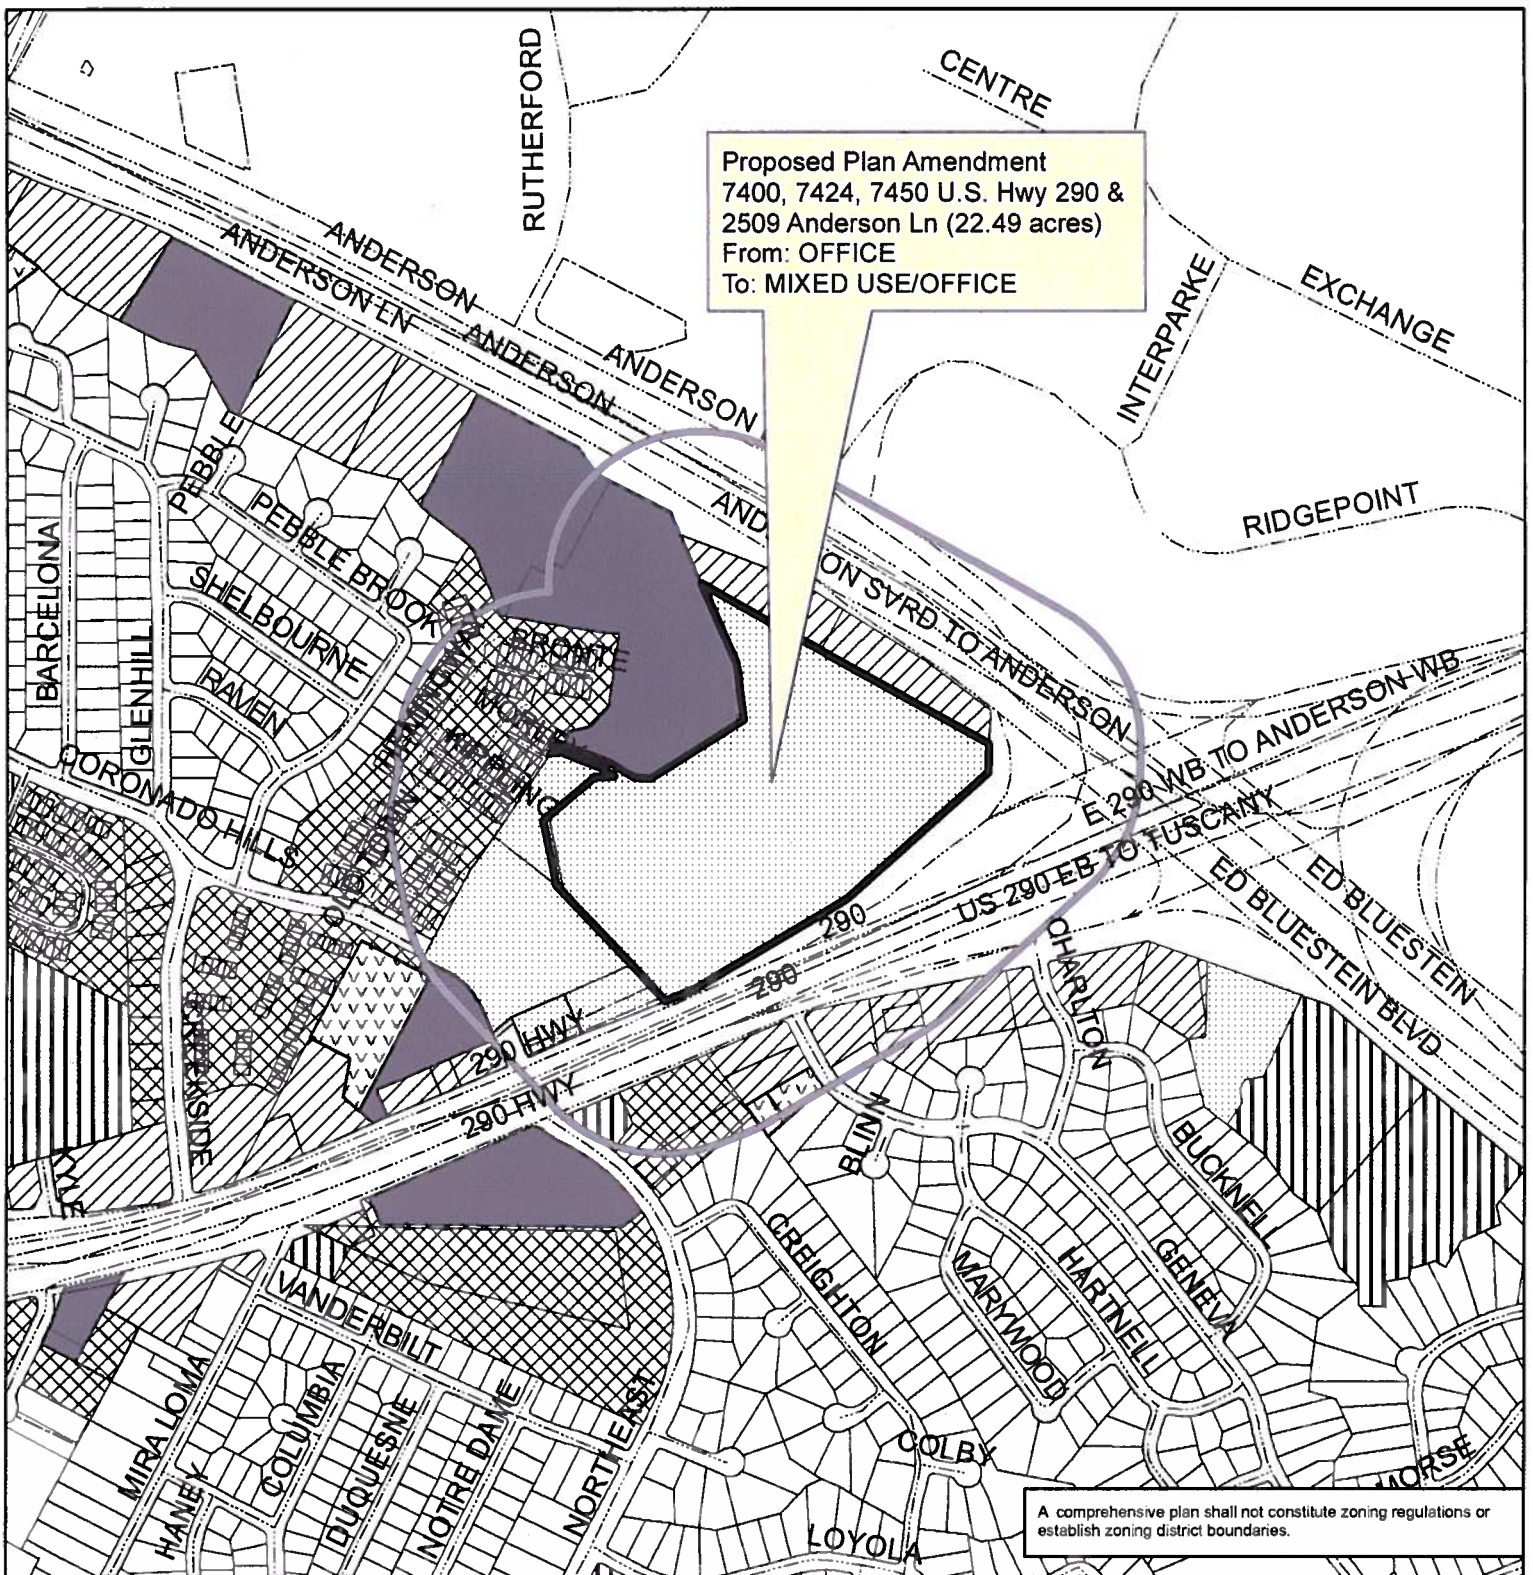 CENTRE
RUTHERFORD
Proposed Plan Amendment
7400, 7424, 7450 U.S. Hwy 290 &
2509 Anderson Ln (22.49 acres)
From: OFFICE
To: MIXED USE/OFFICE
ANDERSON
ANDERSON LN
ANDERSON
ANDERSON
INTERPARKE
EXCHANGE
RIDGEPOINT
PEBBLE
PEBBLE BROOK
SHELBOURNE
BARCELONA
GLENHILL
RAVEN
BRONTE
KIPLING
AND
ON SVRD TO ANDERSON
CORONADO HILLS
E 290 WB TO ANDERSON WB
US 290 EB TO TUSCANY
ED BLUESTEIN
ED BLUESTEIN BLVD
290
290
290 HWY
290 HWY
CREEKSIDE
KYLE
CHARLTON
BLINN
BUCKNELL
GENEVA
HARTNELL
MARYWOOD
CREIGHTON
VANDERBILT
MIRA LOMA
HANEY
COLUMBIA
DUQUESNE
NOTRE DAME
NORTHEAST
COLBY
LOYOLA
MORSE
A comprehensive plan shall not constitute zoning regulations or
establish zoning district boundaries.